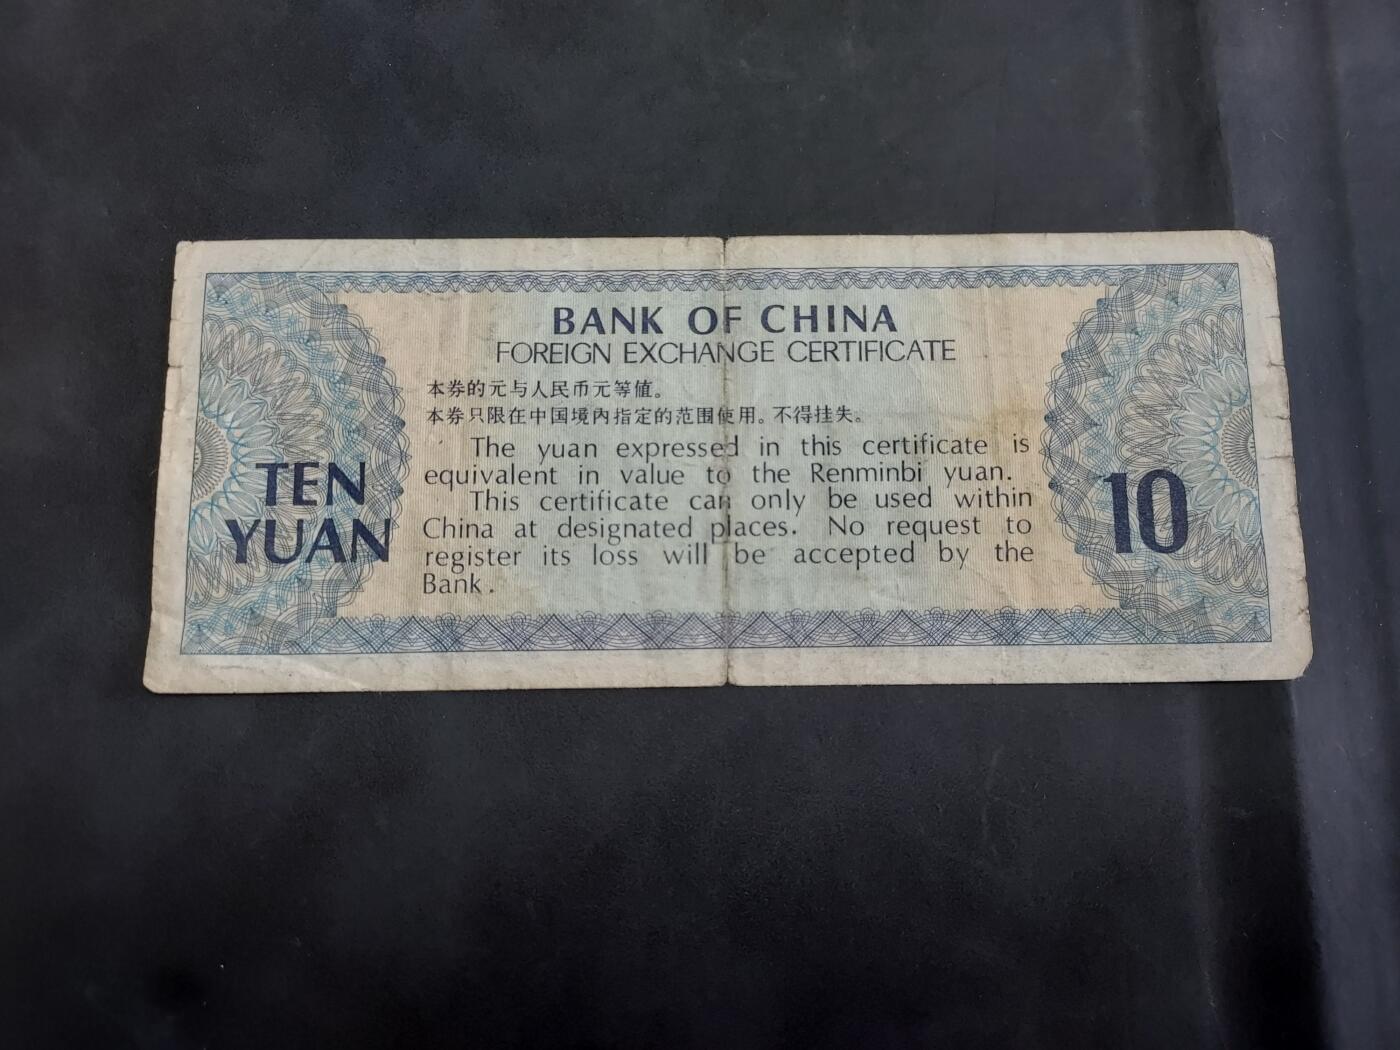 BANK OF CHINA
FOREIGN EXCHANGE CERTIFICATE
本券的元与人民币元等值。
本券只限在中国境内指定的范围使用。不得挂失。
The yuan expressed in this certificate is
equivalent in value to the Renminbi yuan.
This certificate can only be used within
China at designated places. No request to
register its loss will be accepted by the
Bank.
TEN
YUAN
10